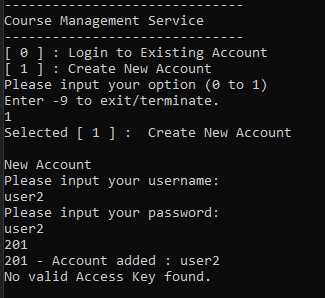 ------------------------------
Course Management Service
------------------------------
[ 0 ] : Login to Existing Account
[ 1 ] : Create New Account
Please input your option (0 to 1)
Enter -9 to exit/terminate.
1
Selected [ 1 ] :  Create New Account

New Account
Please input your username:
user2
Please input your password:
user2
201
201 - Account added : user2
No valid Access Key found.